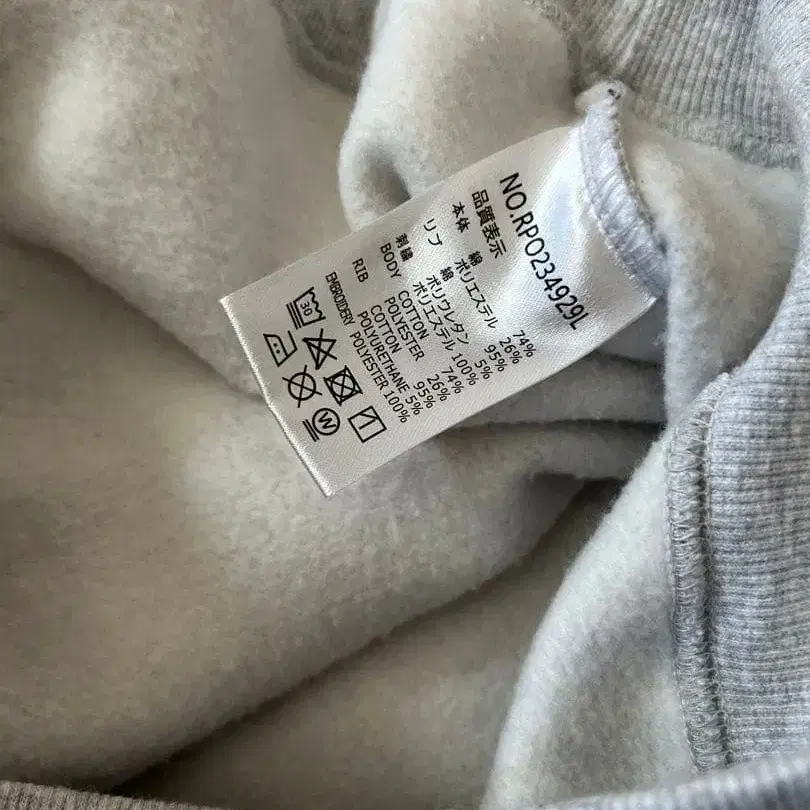 NO.RPO234929L
品質表示
本体 綿 74%
ポリエステル 26%
リブ 綿 95%
ポリウレタン 5%
刺繍 ポリエステル 100%
BODY COTTON 74%
POLYESTER 26%
RIB COTTON 95%
POLYURETHANE 5%
EMBROIDERY POLYESTER 100%
30
W